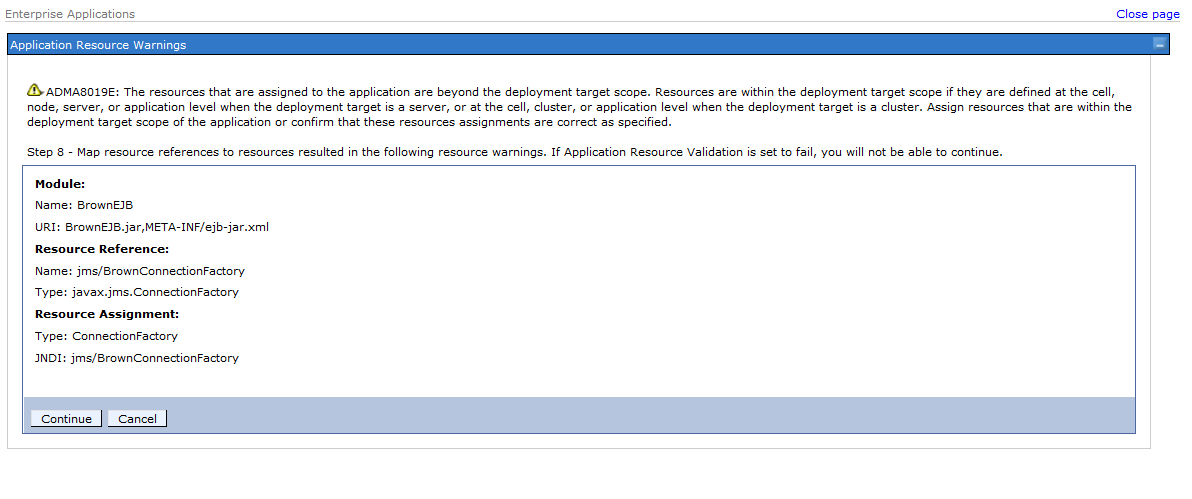 Enterprise Applications
Close page
Application Resource Warnings
ADMA8019E: The resources that are assigned to the application are beyond the deployment target scope. Resources are within the deployment target scope if they are defined at the cell,
node, server, or application level when the deployment target is a server, or at the cell, cluster, or application level when the deployment target is a cluster. Assign resources that are within the
deployment target scope of the application or confirm that these resources assignments are correct as specified.
Step 8 - Map resource references to resources resulted in the following resource warnings. If Application Resource Validation is set to fail, you will not be able to continue.
Module:
Name: BrownEJB
URI: BrownEJB.jar,META-INF/ejb-jar.xml
Resource Reference:
Name: jms/BrownConnectionFactory
Type: javax.jms.ConnectionFactory
Resource Assignment:
Type: ConnectionFactory
JNDI: jms/BrownConnectionFactory
Continue
Cancel